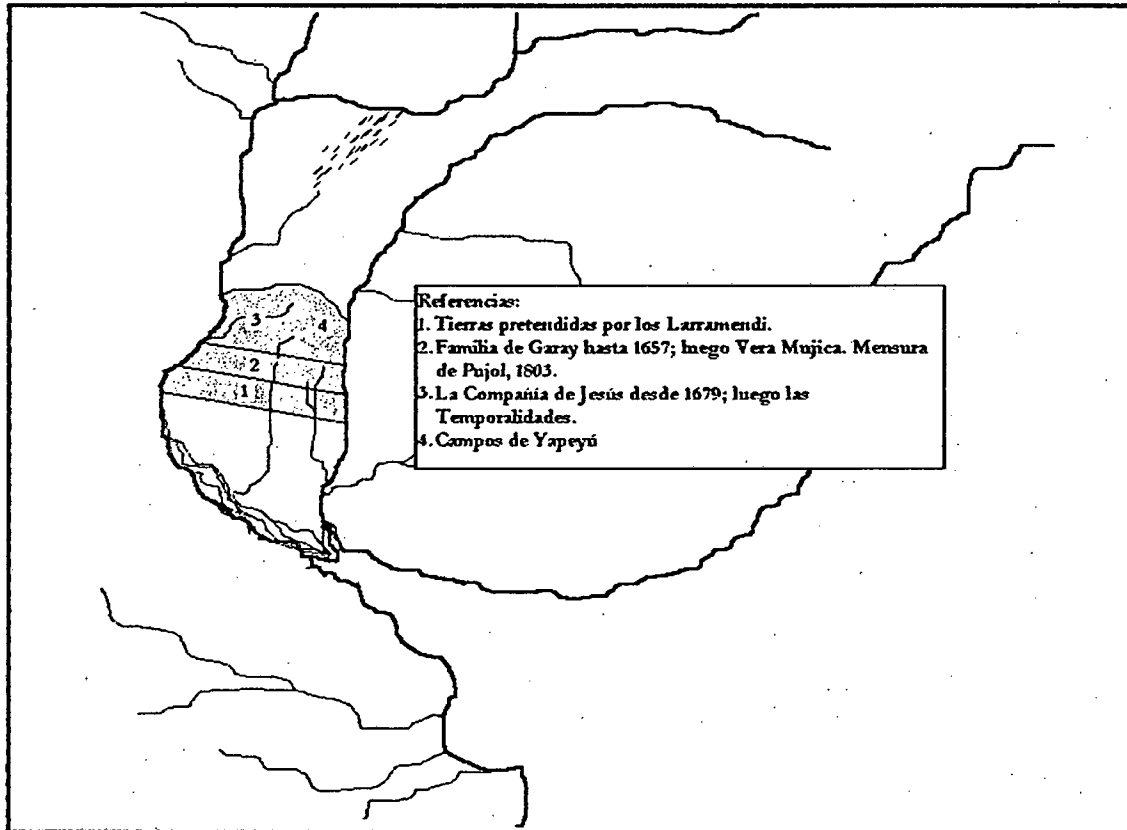 3
4
2
1
Referencias:
1. Tierras pretendidas por los Larramendi.
2. Familia de Garay hasta 1657; luego Vera Mujica. Mensura
de Pujol, 1803.
3. La Compañía de Jesús desde 1679; luego las
Temporalidades.
4. Campos de Yapeyú